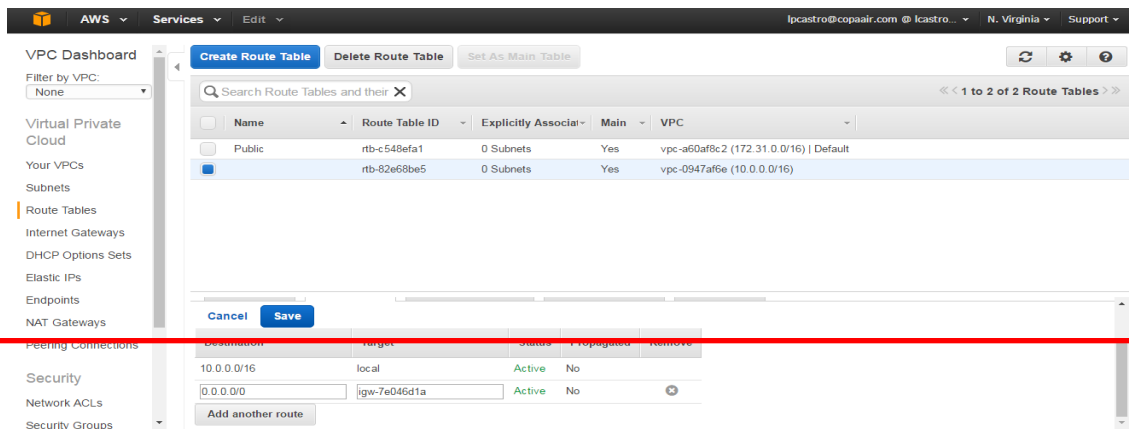 AWS Services Edit lpcastro@copaair.com @ lcastro... N. Virginia Support
VPC Dashboard
Filter by VPC:
None
Virtual Private
Cloud
Your VPCs
Subnets
Route Tables
Internet Gateways
DHCP Options Sets
Elastic IPs
Endpoints
NAT Gateways
Peering Connections
Security
Network ACLs
Security Groups
Create Route Table Delete Route Table Set As Main Table
Search Route Tables and their X
≪ < 1 to 2 of 2 Route Tables > ≫
Name Route Table ID Explicitly Associat Main VPC
Public rtb-c548efa1 0 Subnets Yes vpc-a60af8c2 (172.31.0.0/16) | Default
rtb-82e68be5 0 Subnets Yes vpc-0947af6e (10.0.0.0/16)
Cancel Save
Destination Target Status Propagated Remove
10.0.0.0/16 local Active No
0.0.0.0/0 igw-7e046d1a Active No
Add another route